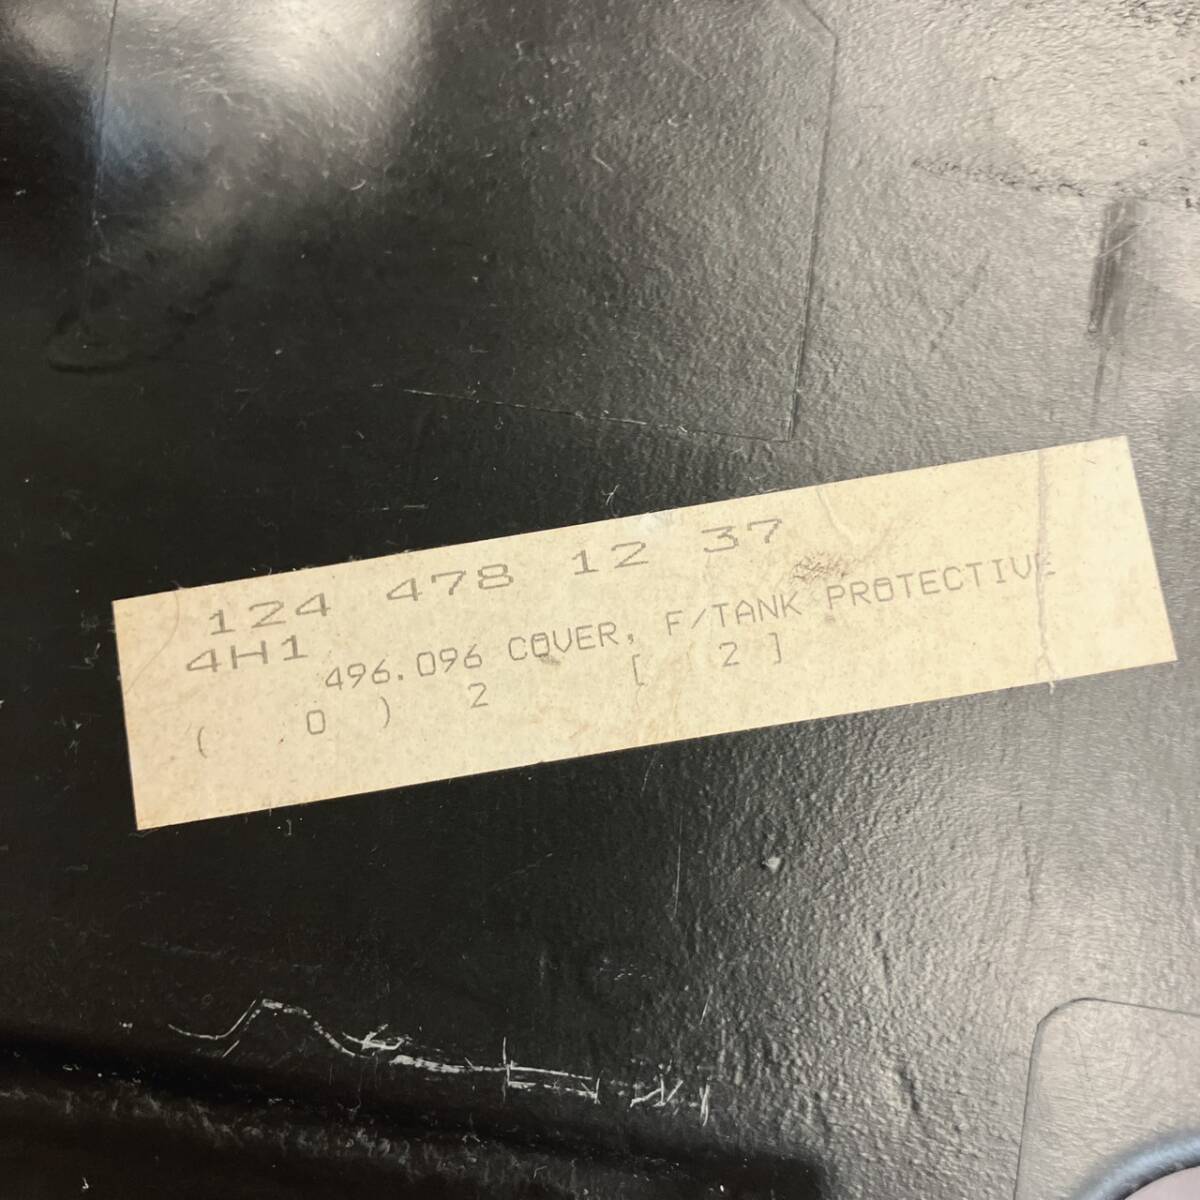 124 478 12 37
4H1
496.096 COVER, F/TANK PROTECTIVE
( .0 ) 2 [ 2 ]